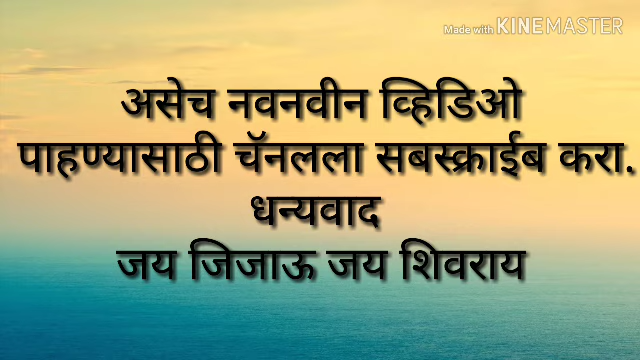 Made with KINEMASTER
असेच नवनवीन व्हिडिओ
पाहण्यासाठी चॅनलला सबस्क्राईब करा.
धन्यवाद
जय जिजाऊ जय शिवराय